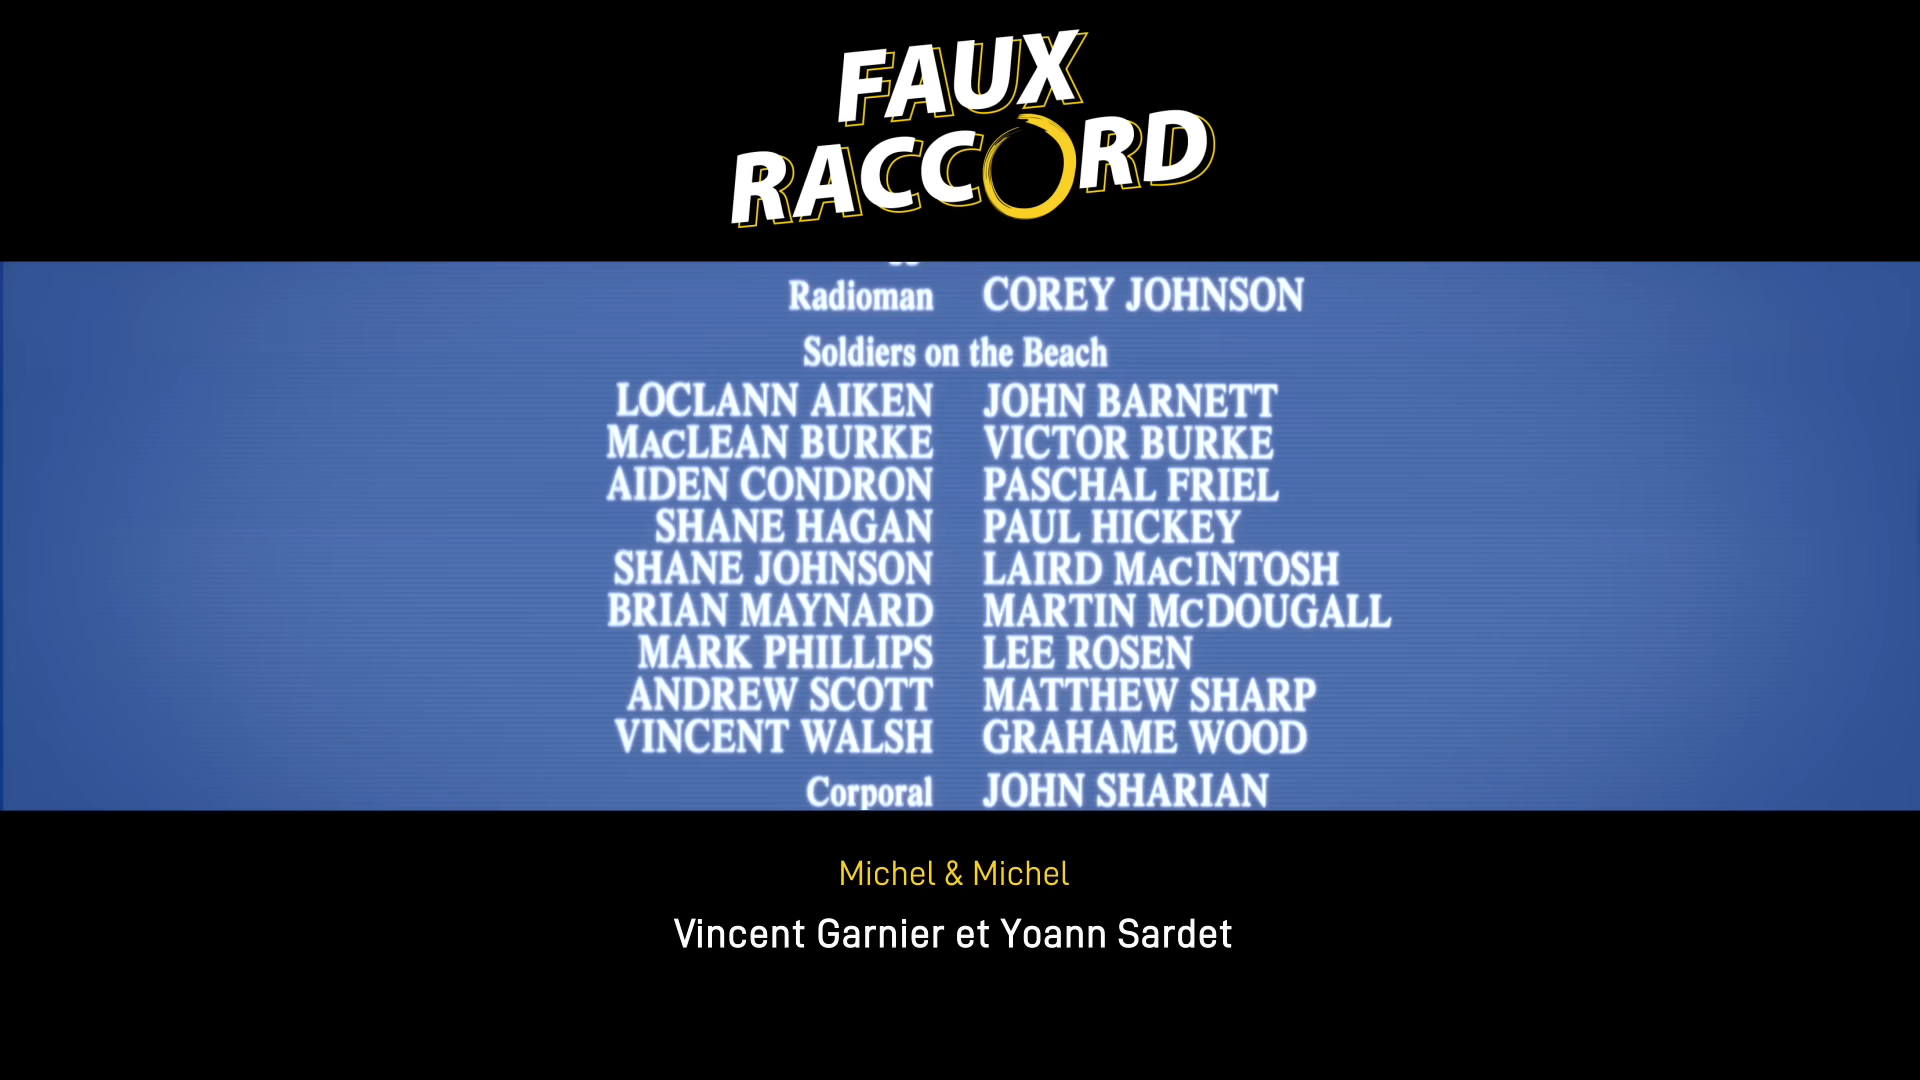 FAUX
RACCORD
Radioman COREY JOHNSON
Soldiers on the Beach
LOCLANN AIKEN JOHN BARNETT
MACLEAN BURKE VICTOR BURKE
AIDEN CONDRON PASCHAL FRIEL
SHANE HAGAN PAUL HICKEY
SHANE JOHNSON LAIRD MACINTOSH
BRIAN MAYNARD MARTIN MCDOUGALL
MARK PHILLIPS LEE ROSEN
ANDREW SCOTT MATTHEW SHARP
VINCENT WALSH GRAHAME WOOD
Corporal JOHN SHARIAN
Michel & Michel
Vincent Garnier et Yoann Sardet